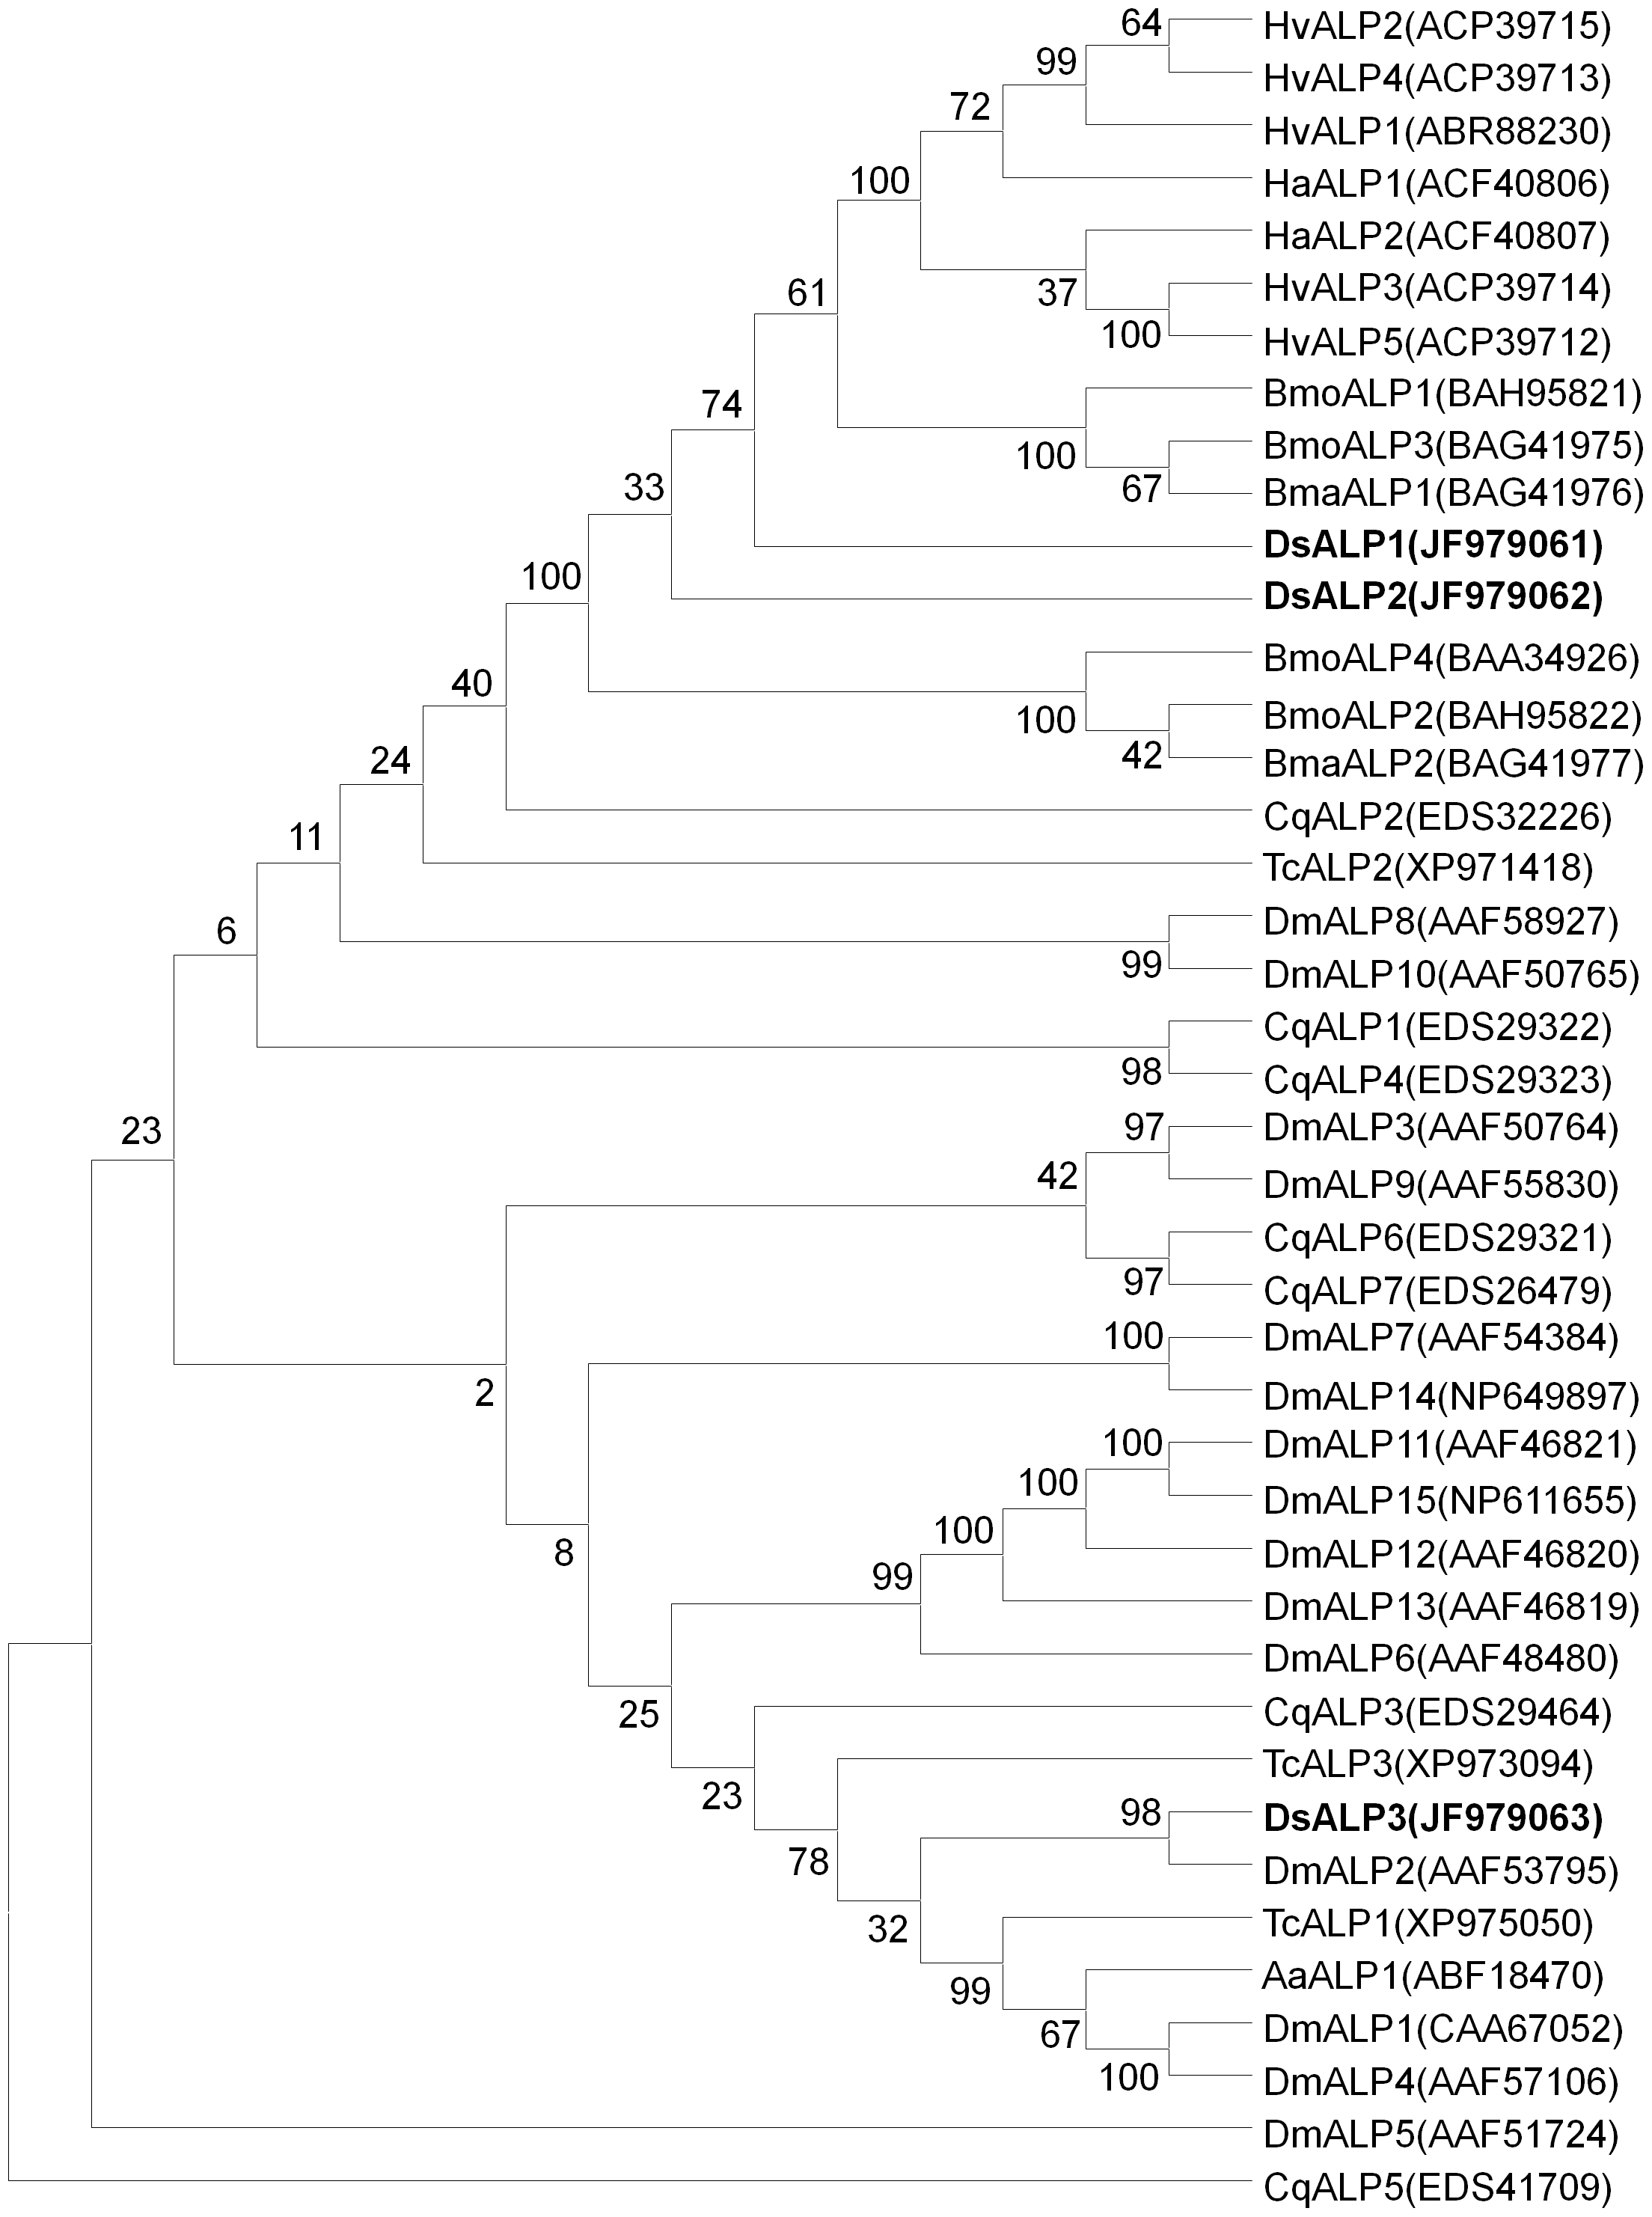 64 HvALP2(ACP39715)
99 HvALP4(ACP39713)
72 HvALP1(ABR88230)
100 HaALP1(ACF40806)
HaALP2(ACF40807)
61 37 HvALP3(ACP39714)
100 HvALP5(ACP39712)
74 BmoALP1(BAH95821)
100 BmoALP3(BAG41975)
33 67 BmaALP1(BAG41976)
DsALP1(JF979061)
100 DsALP2(JF979062)
40 BmoALP4(BAA34926)
100 BmoALP2(BAH95822)
24 42 BmaALP2(BAG41977)
CqALP2(EDS32226)
11 TcALP2(XP971418)
6 DmALP8(AAF58927)
99 DmALP10(AAF50765)
CqALP1(EDS29322)
98 CqALP4(EDS29323)
23 97 DmALP3(AAF50764)
42 DmALP9(AAF55830)
CqALP6(EDS29321)
97 CqALP7(EDS26479)
100 DmALP7(AAF54384)
2 DmALP14(NP649897)
100 DmALP11(AAF46821)
100 DmALP15(NP611655)
8 100 DmALP12(AAF46820)
99 DmALP13(AAF46819)
DmALP6(AAF48480)
25 CqALP3(EDS29464)
TcALP3(XP973094)
23 98 DsALP3(JF979063)
78 DmALP2(AAF53795)
32 TcALP1(XP975050)
99 AaALP1(ABF18470)
67 DmALP1(CAA67052)
100 DmALP4(AAF57106)
DmALP5(AAF51724)
CqALP5(EDS41709)